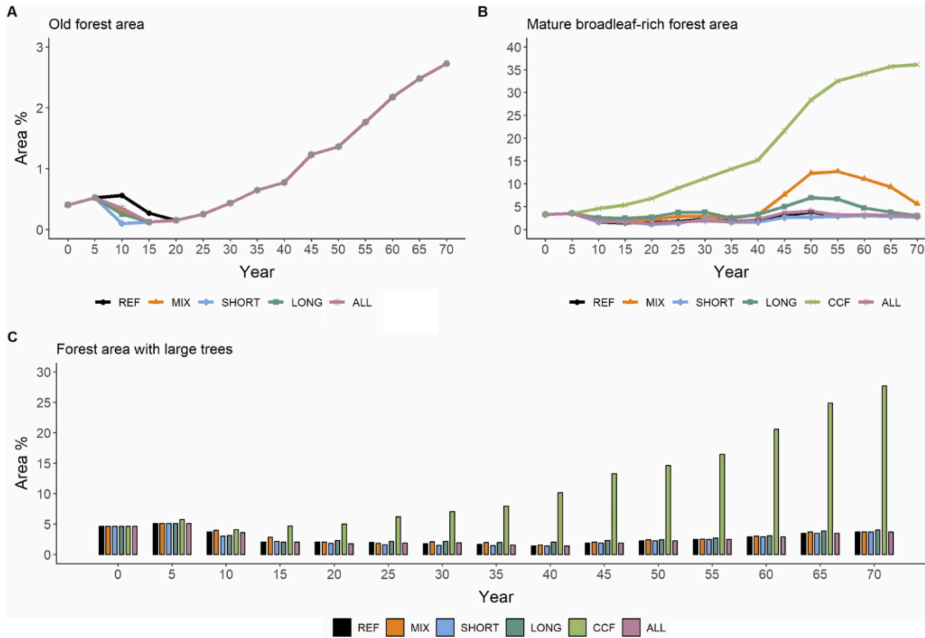 A
Old forest area
3
2
1
0
Area %
0 5 10 15 20 25 30 35 40 45 50 55 60 65 70
Year
REF MIX SHORT LONG ALL
B
Mature broadleaf-rich forest area
40
35
30
25
20
15
10
5
0
0 5 10 15 20 25 30 35 40 45 50 55 60 65 70
Year
REF MIX SHORT LONG CCF ALL
C
Forest area with large trees
30
25
20
15
10
5
0
Area %
0 5 10 15 20 25 30 35 40 45 50 55 60 65 70
Year
REF MIX SHORT LONG CCF ALL